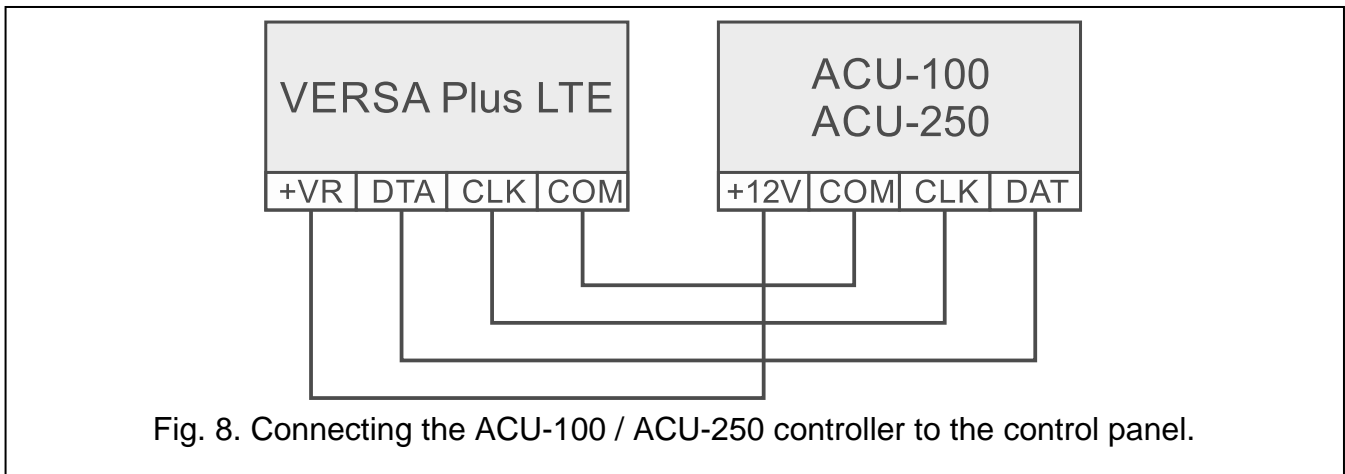 VERSA Plus LTE
+VR DTA CLK COM
ACU-100
ACU-250
+12V COM CLK DAT
Fig. 8. Connecting the ACU-100 / ACU-250 controller to the control panel.